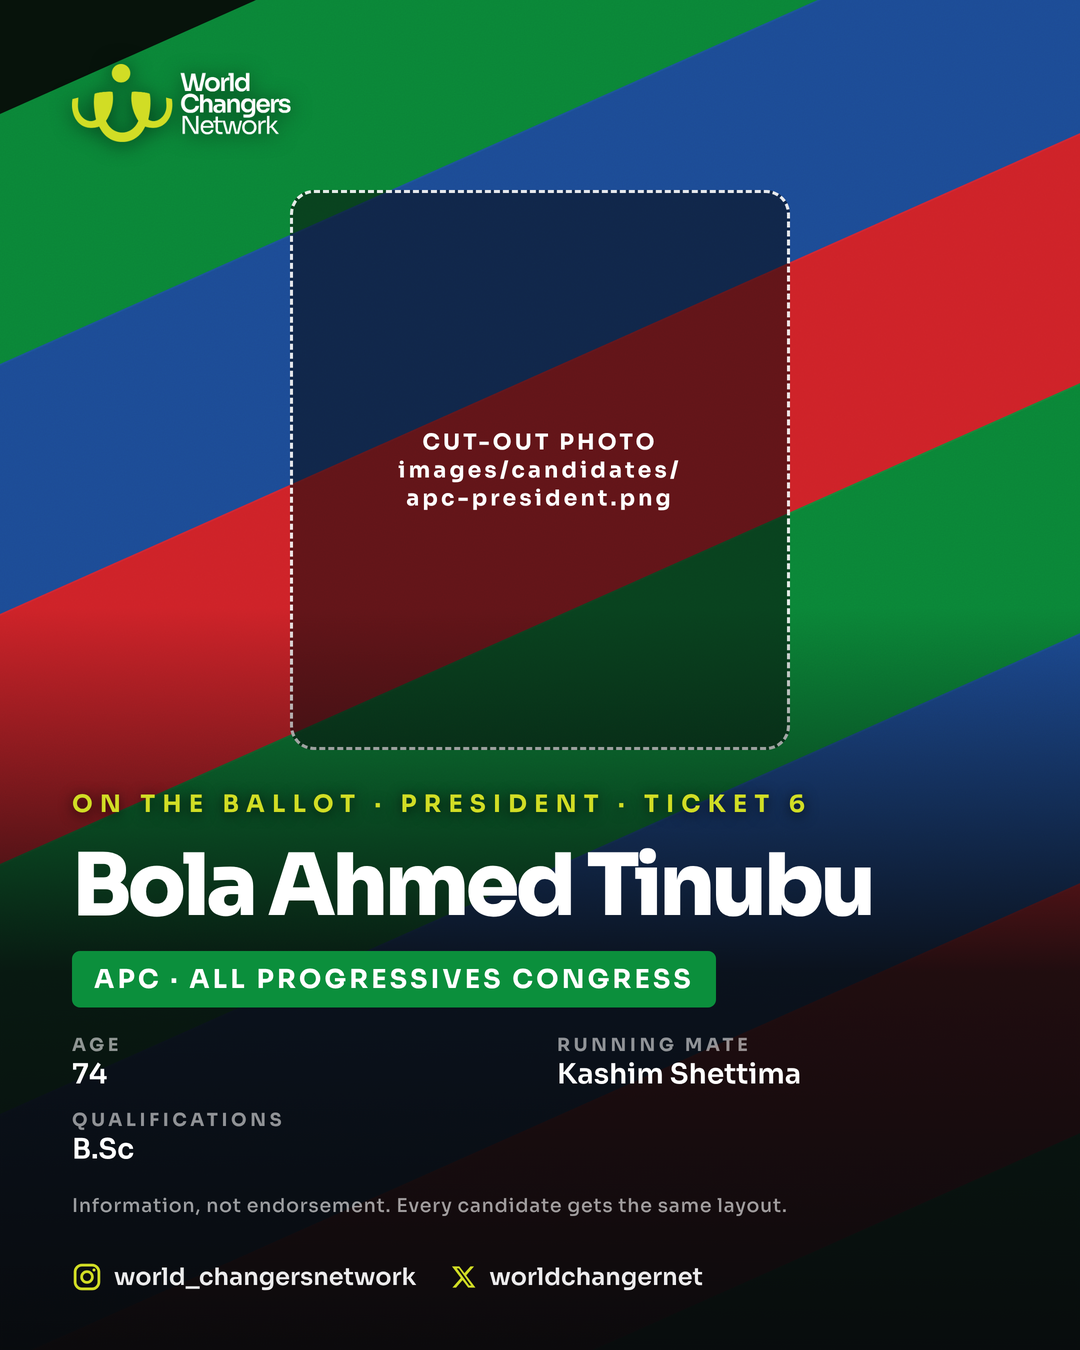 World
Changers
Network
CUT-OUT PHOTO
images/candidates/
apc-president.png
ON THE BALLOT · PRESIDENT · TICKET 6
Bola Ahmed Tinubu
APC · ALL PROGRESSIVES CONGRESS
AGE
74
RUNNING MATE
Kashim Shettima
QUALIFICATIONS
B.Sc
Information, not endorsement. Every candidate gets the same layout.
world_changersnetwork
worldchangernet